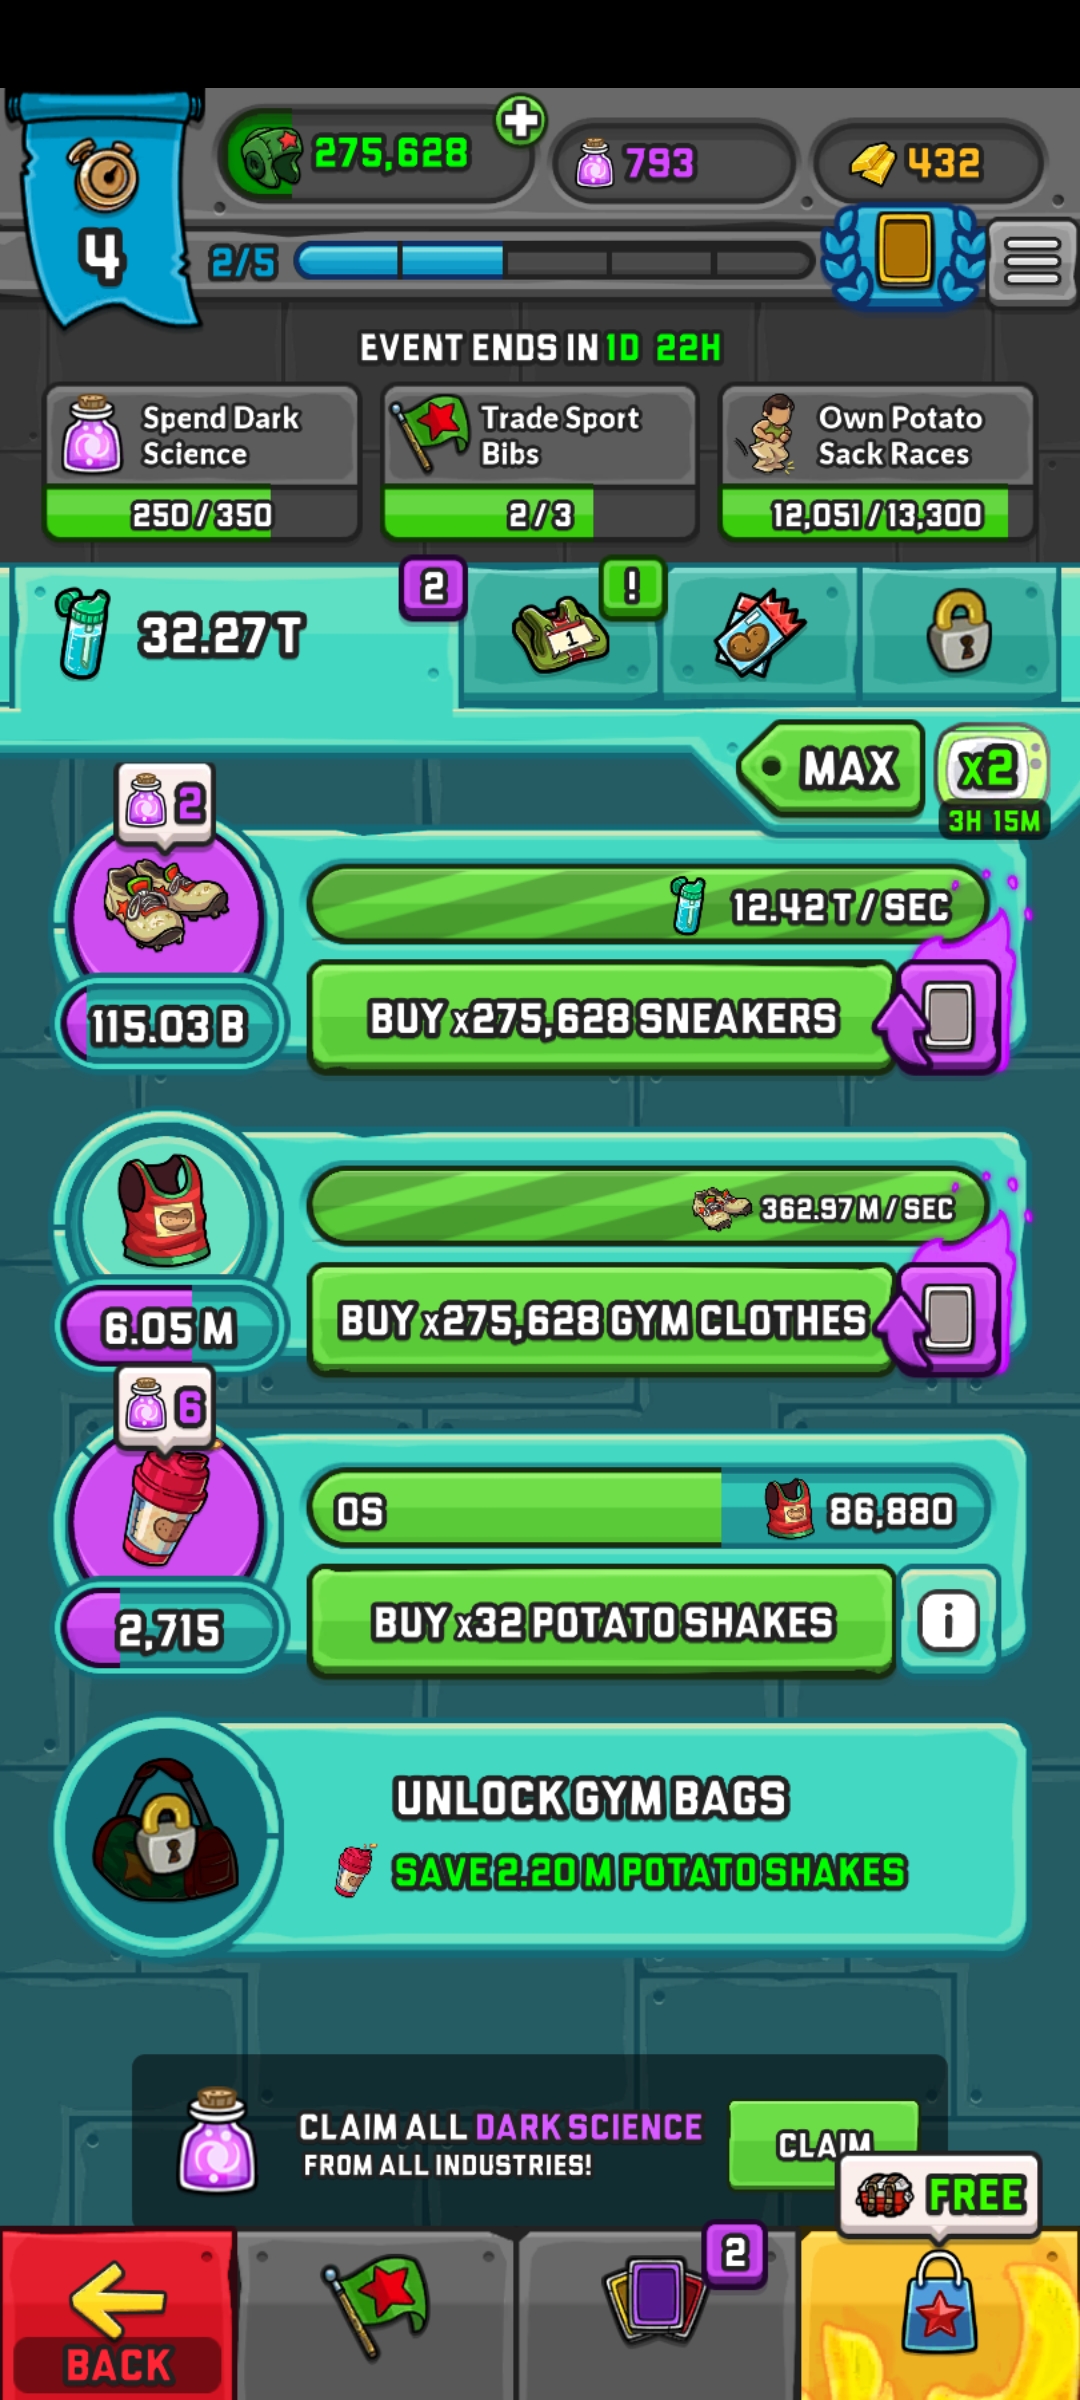 275,628
793
432
4
2/5
EVENT ENDS IN 1D 22H
Spend Dark
Science
250/350
Trade Sport
Bibs
2/3
Own Potato
Sack Races
12,051/13,300
32.27 T
2
1
!
MAX
x2
3H 15M
2
12.42 T / SEC
115.03 B
BUY x275,628 SNEAKERS
362.97 M / SEC
6.05 M
BUY x275,628 GYM CLOTHES
6
0S
86,880
2,715
BUY x32 POTATO SHAKES
i
UNLOCK GYM BAGS
SAVE 2.20 M POTATO SHAKES
CLAIM ALL DARK SCIENCE
FROM ALL INDUSTRIES!
CLAIM
FREE
2
BACK